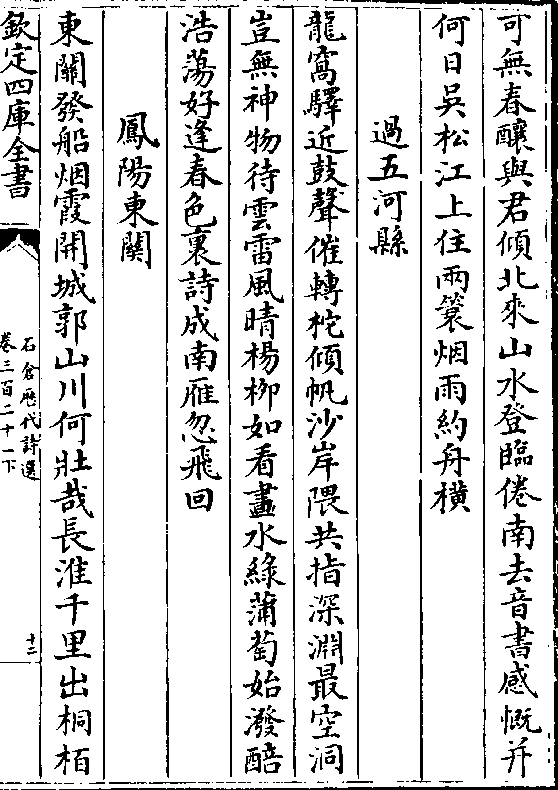 可無春釀與君傾北來山水登臨倦南去音書感慨并
何日吳松江上住兩簑烟雨約舟橫
過五河縣
龍窩驛近鼓聲催轉柁傾帆沙岸隈共指深淵最空洞
豈無神物待雲雷風晴楊柳如看畫水綠蒲萄始潑醅
浩蕩好逢春色裏詩成南雁忽飛回
鳳陽東關
東關發船烟霞開城郭山川何壯哉長淮千里出桐栢
欽定四庫全書
石倉歷代詩選
卷三百二十一下
十二